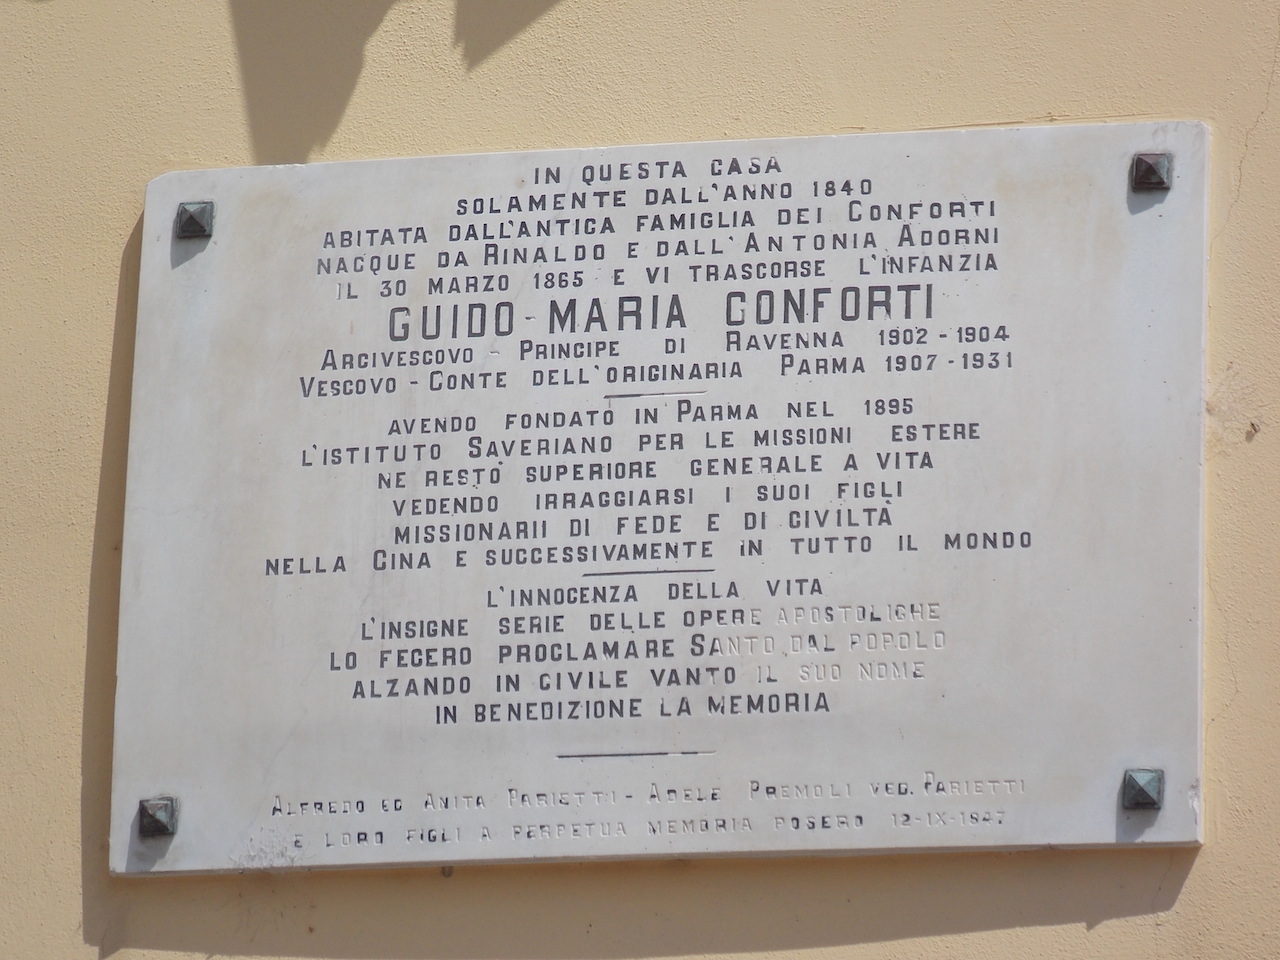 IN QUESTA CASA
SOLAMENTE DALL'ANNO 1840
ABITATA DALL'ANTICA FAMIGLIA DEI CONFORTI
NACQUE DA RINALDO E DALL'ANTONIA ADORNI
IL 30 MARZO 1865 E VI TRASCORSE L'INFANZIA
GUIDO-MARIA CONFORTI
ARCIVESCOVO - PRINCIPE DI RAVENNA 1902-1904
VESCOVO - CONTE DELL'ORIGINARIA PARMA 1907-1931
AVENDO FONDATO IN PARMA NEL 1895
L'ISTITUTO SAVERIANO PER LE MISSIONI ESTERE
NE RESTO' SUPERIORE GENERALE A VITA
VEDENDO IRRAGGIARSI I SUOI FIGLI
MISSIONARII DI FEDE E DI CIVILTÀ
NELLA CINA E SUCCESSIVAMENTE IN TUTTO IL MONDO
L'INNOCENZA DELLA VITA
L'INSIGNE SERIE DELLE OPERE APOSTOLICHE
LO FECERO PROCLAMARE SANTO DAL POPOLO
ALZANDO IN CIVILE VANTO IL SUO NOME
IN BENEDIZIONE LA MEMORIA
ALFREDO ED ANITA PARIETTI - ADELE PREMOLI VED. PARIETTI
E LORO FIGLI A PERPETUA MEMORIA POSERO 12-IX-1947